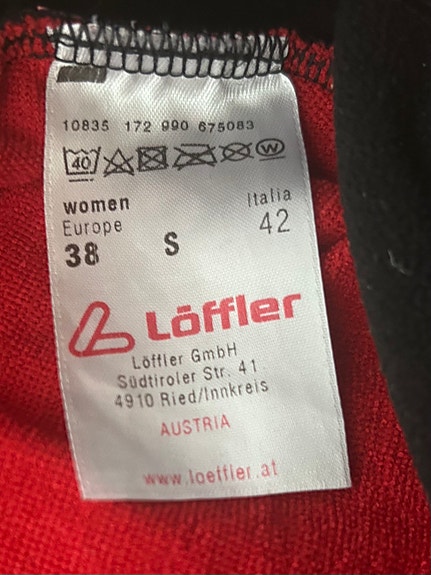 10835 172 990 675083
40 W
women Italia
Europe 42
38 S
Löffler
Löffler GmbH
Südtiroler Str. 41
4910 Ried/Innkreis
AUSTRIA
www.loeffler.at